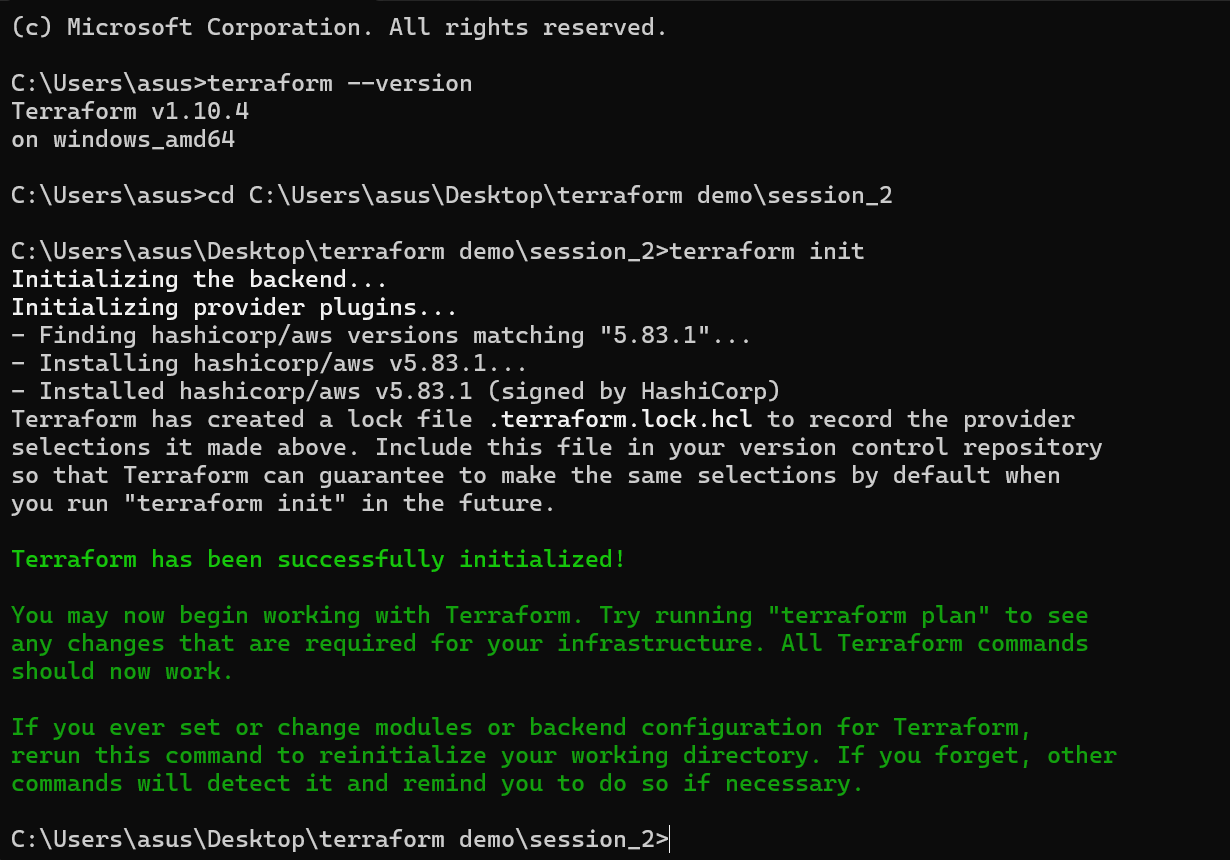 (c) Microsoft Corporation. All rights reserved.
C:\Users\asus>terraform --version
Terraform v1.10.4
on windows_amd64
C:\Users\asus>cd C:\Users\asus\Desktop\terraform demo\session_2
C:\Users\asus\Desktop\terraform demo\session_2>terraform init
Initializing the backend...
Initializing provider plugins...
- Finding hashicorp/aws versions matching "5.83.1"...
- Installing hashicorp/aws v5.83.1...
- Installed hashicorp/aws v5.83.1 (signed by HashiCorp)
Terraform has created a lock file .terraform.lock.hcl to record the provider
selections it made above. Include this file in your version control repository
so that Terraform can guarantee to make the same selections by default when
you run "terraform init" in the future.
Terraform has been successfully initialized!
You may now begin working with Terraform. Try running "terraform plan" to see
any changes that are required for your infrastructure. All Terraform commands
should now work.
If you ever set or change modules or backend configuration for Terraform,
rerun this command to reinitialize your working directory. If you forget, other
commands will detect it and remind you to do so if necessary.
C:\Users\asus\Desktop\terraform demo\session_2>